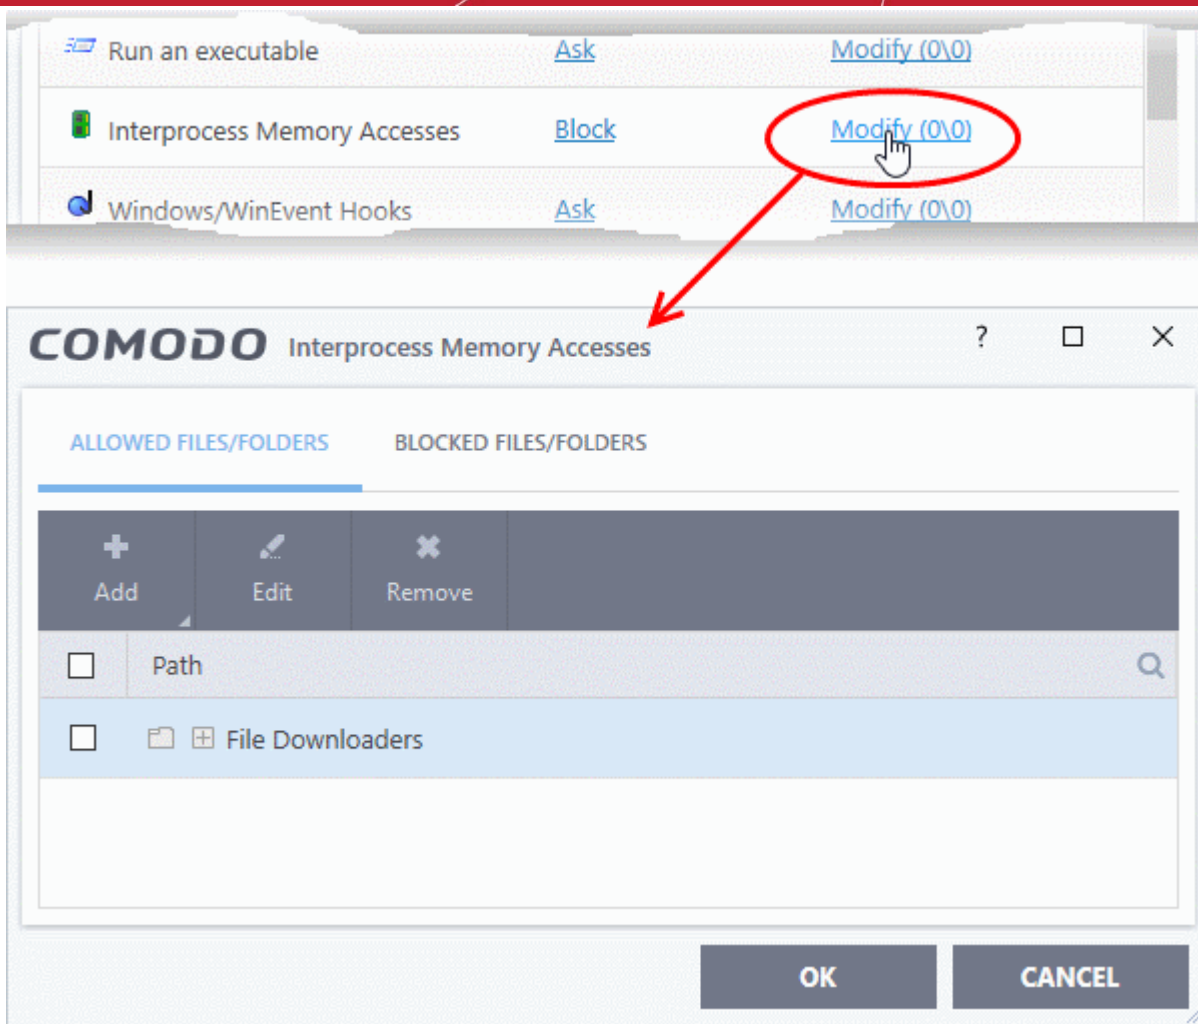 Run an executable Ask Modify (0\0)
Interprocess Memory Accesses Block Modify (0\0)
Windows/WinEvent Hooks Ask Modify (0\0)
COMODO Interprocess Memory Accesses ?
ALLOWED FILES/FOLDERS BLOCKED FILES/FOLDERS
Add Edit Remove
Path
File Downloaders
OK CANCEL